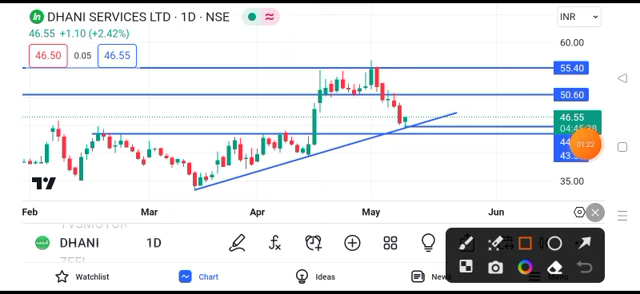 DHANI SERVICES LTD · 1D · NSE
INR
46.55 +1.10 (+2.42%)
46.50 0.05 46.55
60.00
55.40
50.60
46.55
04:45:38
35.00
Feb Mar Apr May Jun
01:22
DHANI 1D
Watchlist Chart Ideas News